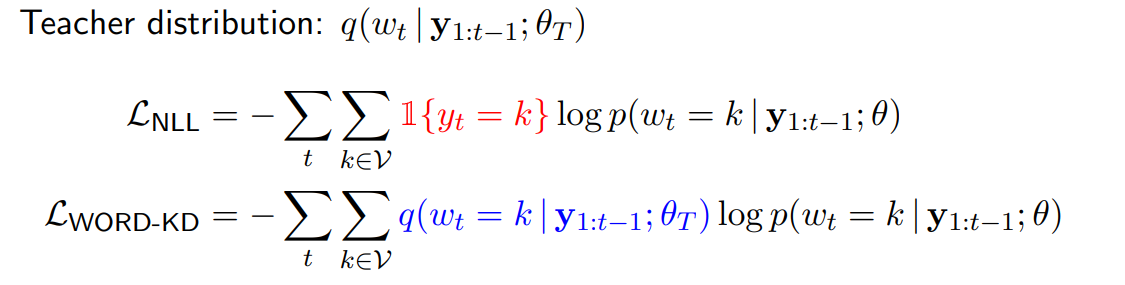 Teacher distribution: q(w_t | y_{1:t−1}; θ_T)
ℒ_NLL = − ∑_t ∑_{k∈𝒱} 𝟙{y_t = k} log p(w_t = k | y_{1:t−1}; θ)
ℒ_WORD-KD = − ∑_t ∑_{k∈𝒱} q(w_t = k | y_{1:t−1}; θ_T) log p(w_t = k | y_{1:t−1}; θ)